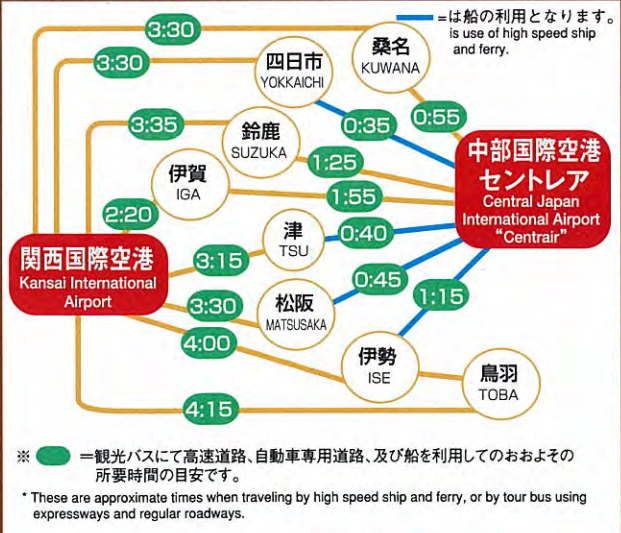 =は船の利用となります。
is use of high speed ship
and ferry.
3:30
桑名
KUWANA
3:30
四日市
YOKKAICHI
0:55
0:35
3:35
鈴鹿
SUZUKA
中部国際空港
セントレア
Central Japan
International Airport
“Centrair”
1:25
伊賀
IGA
1:55
2:20
津
TSU
0:40
関西国際空港
Kansai International
Airport
3:15
0:45
1:15
3:30
松阪
MATSUSAKA
4:00
伊勢
ISE
鳥羽
TOBA
4:15
※ =観光バスにて高速道路、自動車専用道路、及び船を利用してのおおよその
所要時間の目安です。
* These are approximate times when traveling by high speed ship and ferry, or by tour bus using
expressways and regular roadways.